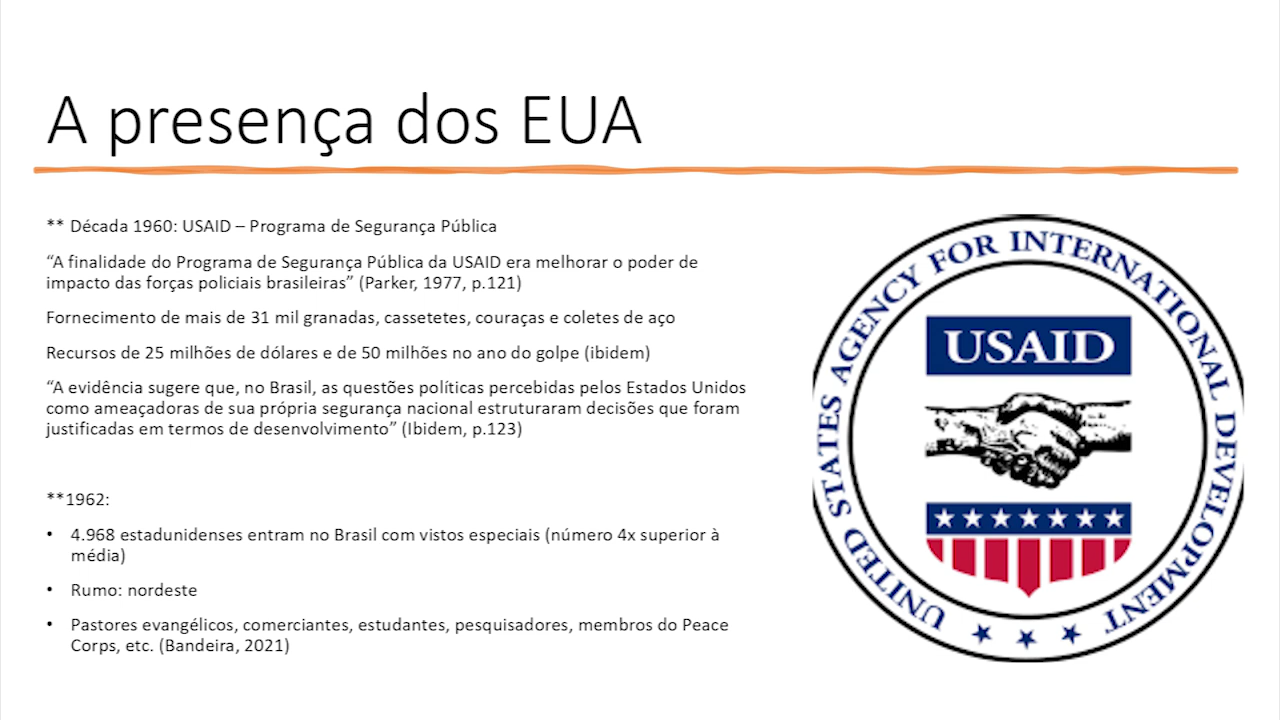 A presença dos EUA
** Década 1960: USAID – Programa de Segurança Pública
“A finalidade do Programa de Segurança Pública da USAID era melhorar o poder de
impacto das forças policiais brasileiras” (Parker, 1977, p.121)
Fornecimento de mais de 31 mil granadas, cassetetes, couraças e coletes de aço
Recursos de 25 milhões de dólares e de 50 milhões no ano do golpe (ibidem)
“A evidência sugere que, no Brasil, as questões políticas percebidas pelos Estados Unidos
como ameaçadoras de sua própria segurança nacional estruturaram decisões que foram
justificadas em termos de desenvolvimento” (Ibidem, p.123)
**1962:
• 4.968 estadunidenses entram no Brasil com vistos especiais (número 4x superior à
média)
• Rumo: nordeste
• Pastores evangélicos, comerciantes, estudantes, pesquisadores, membros do Peace
Corps, etc. (Bandeira, 2021)
UNITED STATES AGENCY FOR INTERNATIONAL DEVELOPMENT
USAID